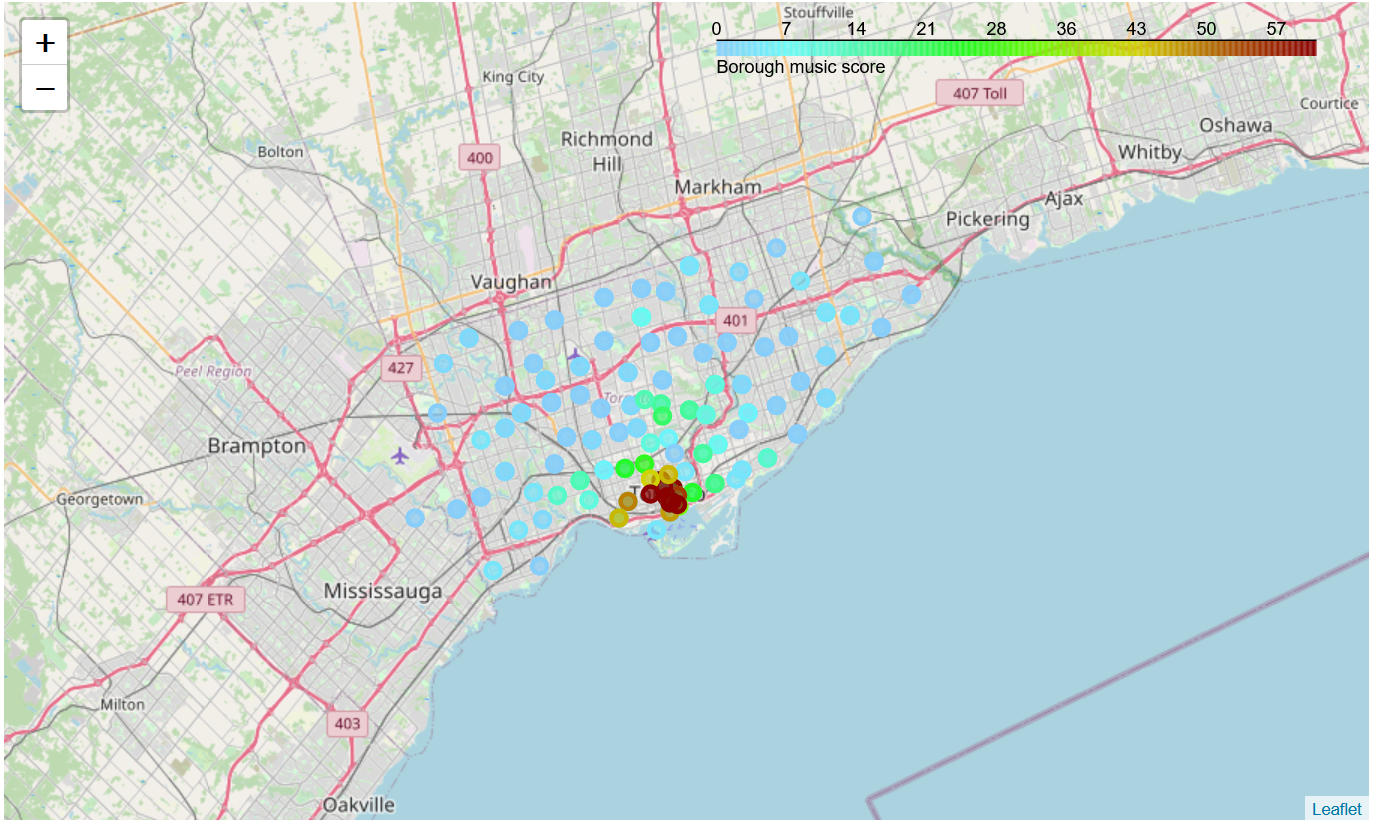 +
−
Stouffville
0 7 14 21 28 36 43 50 57
Borough music score
King City
407 Toll
Courtice
Oshawa
Richmond
Hill
Bolton
400
Whitby
Markham
Ajax
Pickering
Vaughan
401
427
Peel Region
Brampton
Georgetown
Mississauga
407 ETR
Milton
403
Oakville
Leaflet